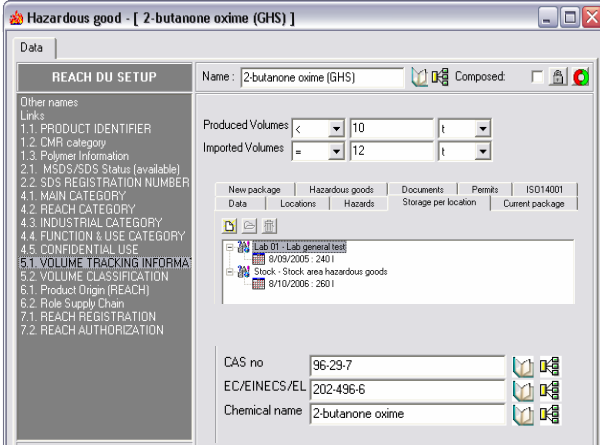 Hazardous good - [ 2-butanone oxime (GHS) ]
Data
REACH DU SETUP
Name : 2-butanone oxime (GHS) Composed:
Other names
Links
1.1. PRODUCT IDENTIFIER
1.2. CMR category
1.3. Polymer Information
2.1. MSDS/SDS Status (available)
2.2. SDS REGISTRATION NUMBER
4.1. MAIN CATEGORY
4.2. REACH CATEGORY
4.3. INDUSTRIAL CATEGORY
4.4. FUNCTION & USE CATEGORY
4.5. CONFIDENTIAL USE
5.1. VOLUME TRACKING INFORMA
5.2. VOLUME CLASSIFICATION
6.1. Product Origin (REACH)
6.2. Role Supply Chain
7.1. REACH REGISTRATION
7.2. REACH AUTHORIZATION
Produced Volumes < 10 t
Imported Volumes = 12 t
New package Hazardous goods Documents Permits ISO14001
Data Locations Hazards Storage per location Current package
Lab 01 - Lab general test
8/09/2005 : 240 l
Stock - Stock area hazardous goods
8/10/2006 : 260 l
CAS no 96-29-7
EC/EINECS/EL 202-496-6
Chemical name 2-butanone oxime